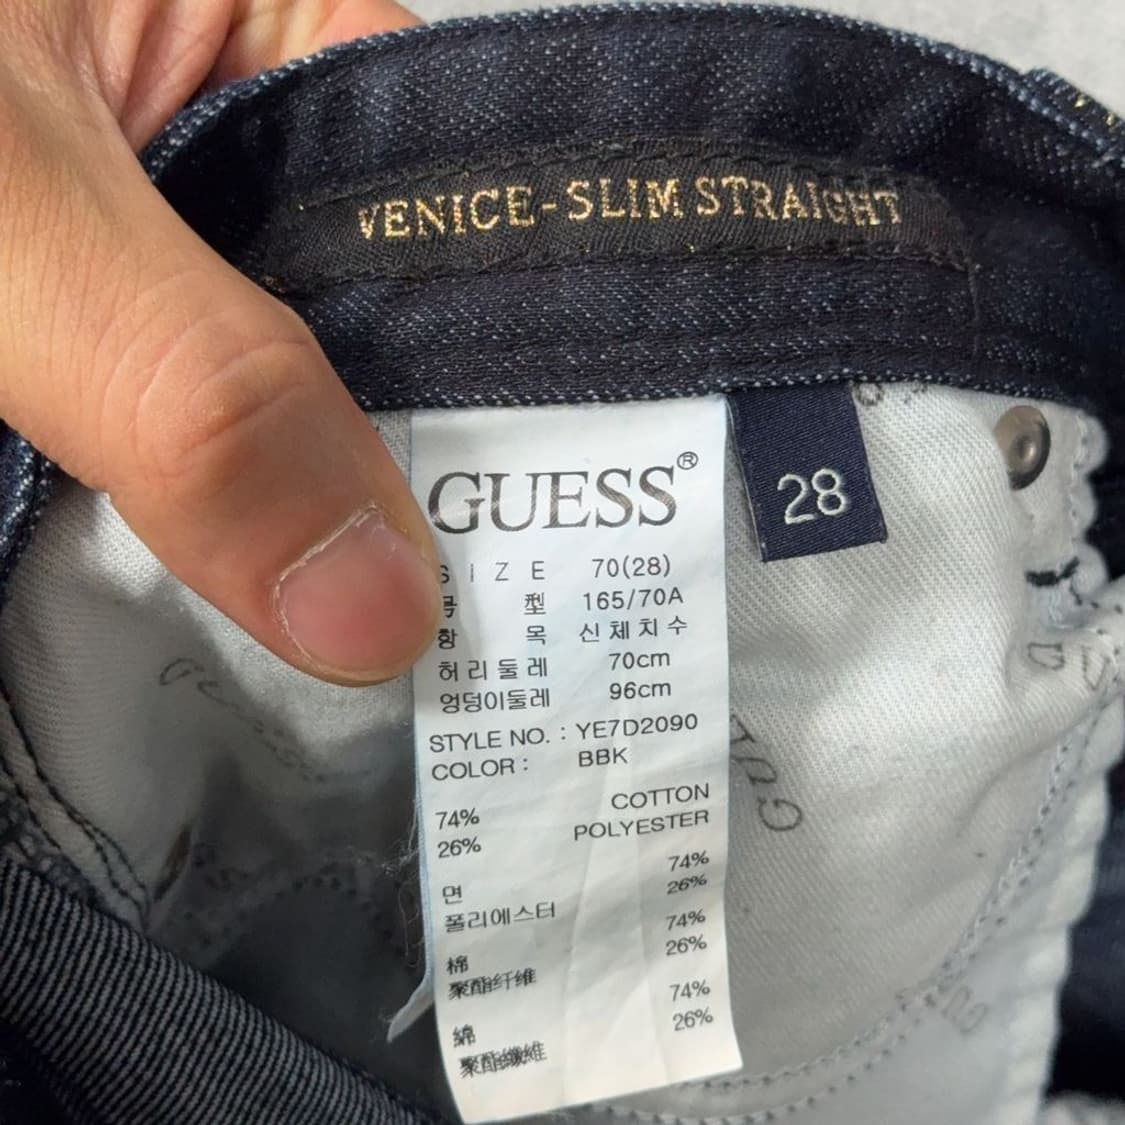 VENICE-SLIM STRAIGHT
28
GUESS®
SIZE 70(28)
型 165/70A
항목 신체치수
허리둘레 70cm
엉덩이둘레 96cm
STYLE NO. : YE7D2090
COLOR : BBK
74% COTTON
26% POLYESTER
면 74%
폴리에스터 26%
棉 74%
聚酯纤维 26%
綿 74%
聚酯纖維 26%